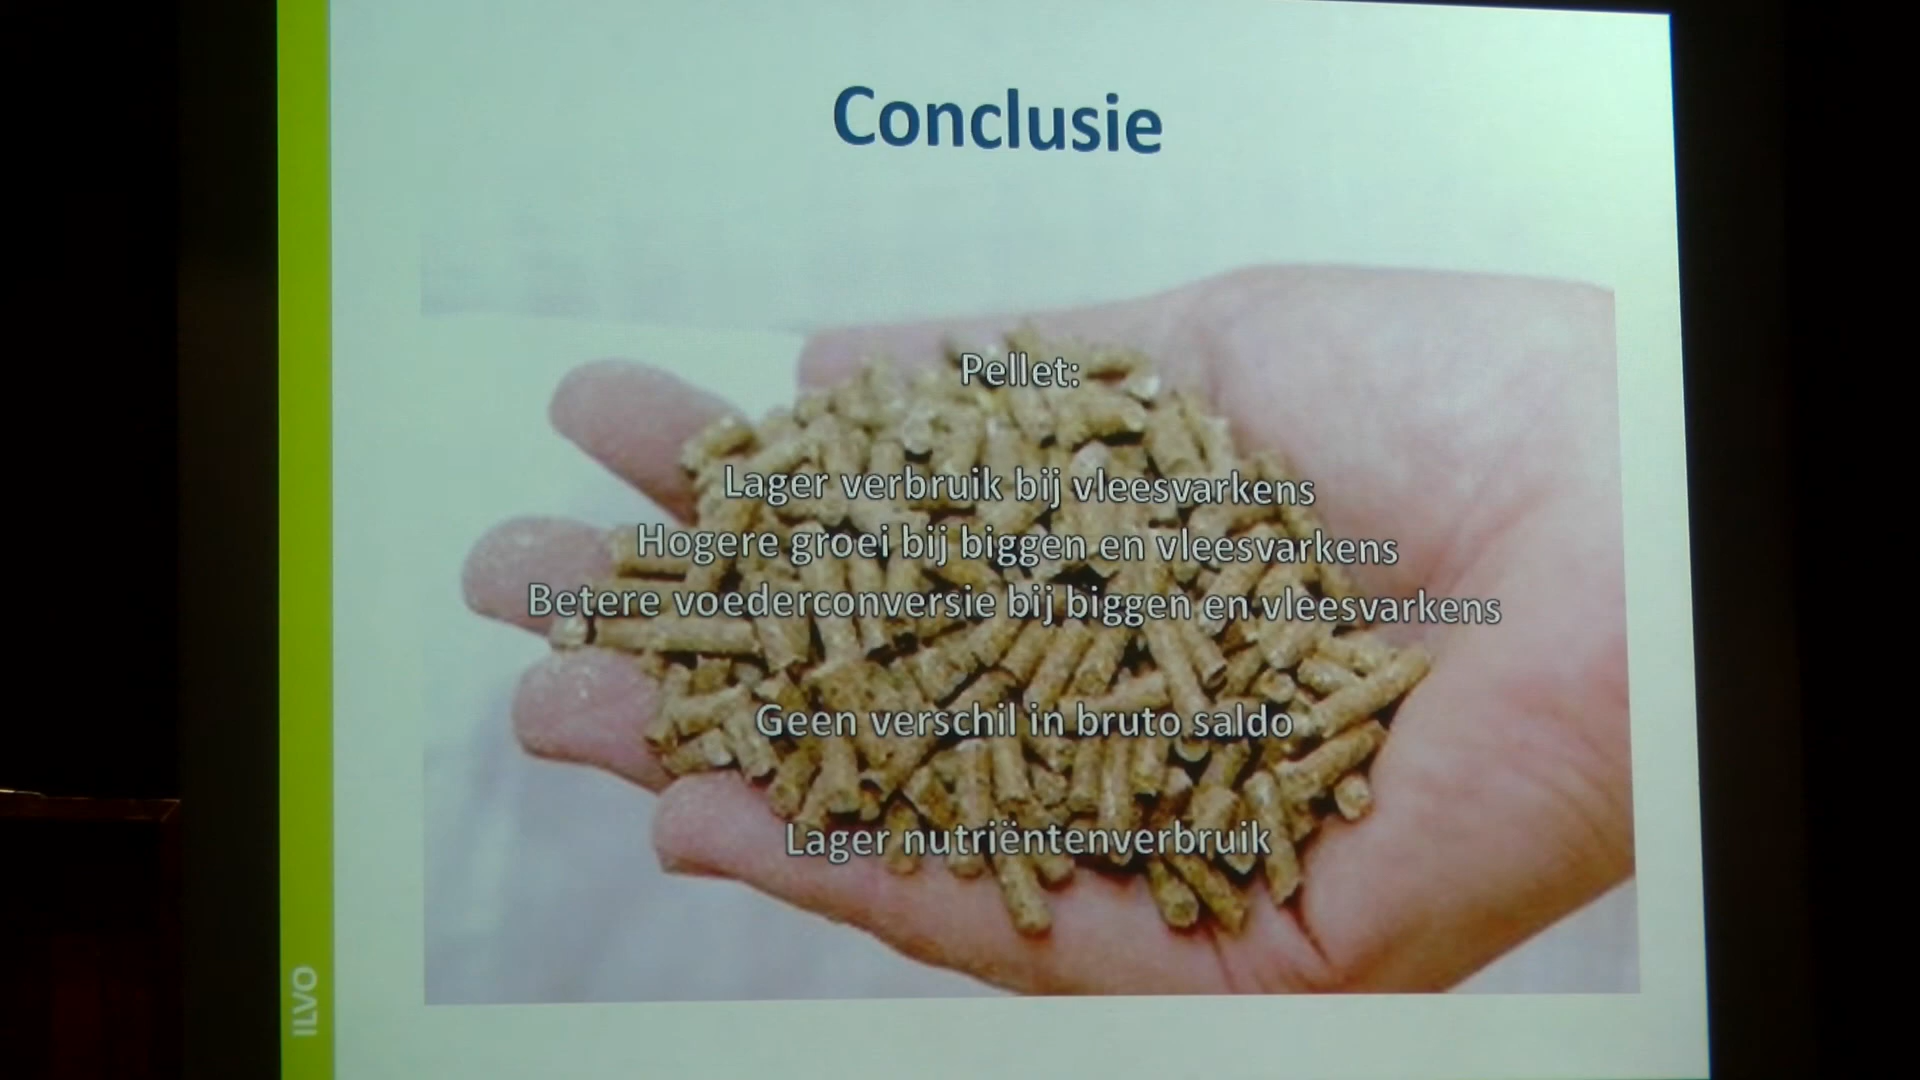 Conclusie
Pellet:
Lager verbruik bij vleesvarkens
Hogere groei bij biggen en vleesvarkens
Betere voederconversie bij biggen en vleesvarkens
Geen verschil in bruto saldo
Lager nutriëntenverbruik
ILVO